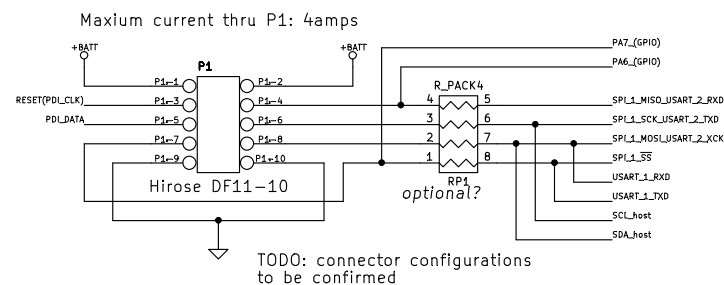 Maxium current thru P1: 4amps
+BATT
+BATT
PA7_(GPIO)
PA6_(GPIO)
P1
P1-1
P1-2
R_PACK4
RESET(PDI_CLK)
P1-3
P1-4
4
5
SPI_1_MISO_USART_2_RXD
PDI_DATA
P1-5
P1-6
3
6
SPI_1_SCK_USART_2_TXD
P1-7
P1-8
2
7
SPI_1_MOSI_USART_2_XCK
P1-9
P1-10
1
8
SPI_1_SS
RP1
USART_1_RXD
Hirose DF11-10
optional?
USART_1_TXD
SCL_host
SDA_host
TODO: connector configurations
to be confirmed